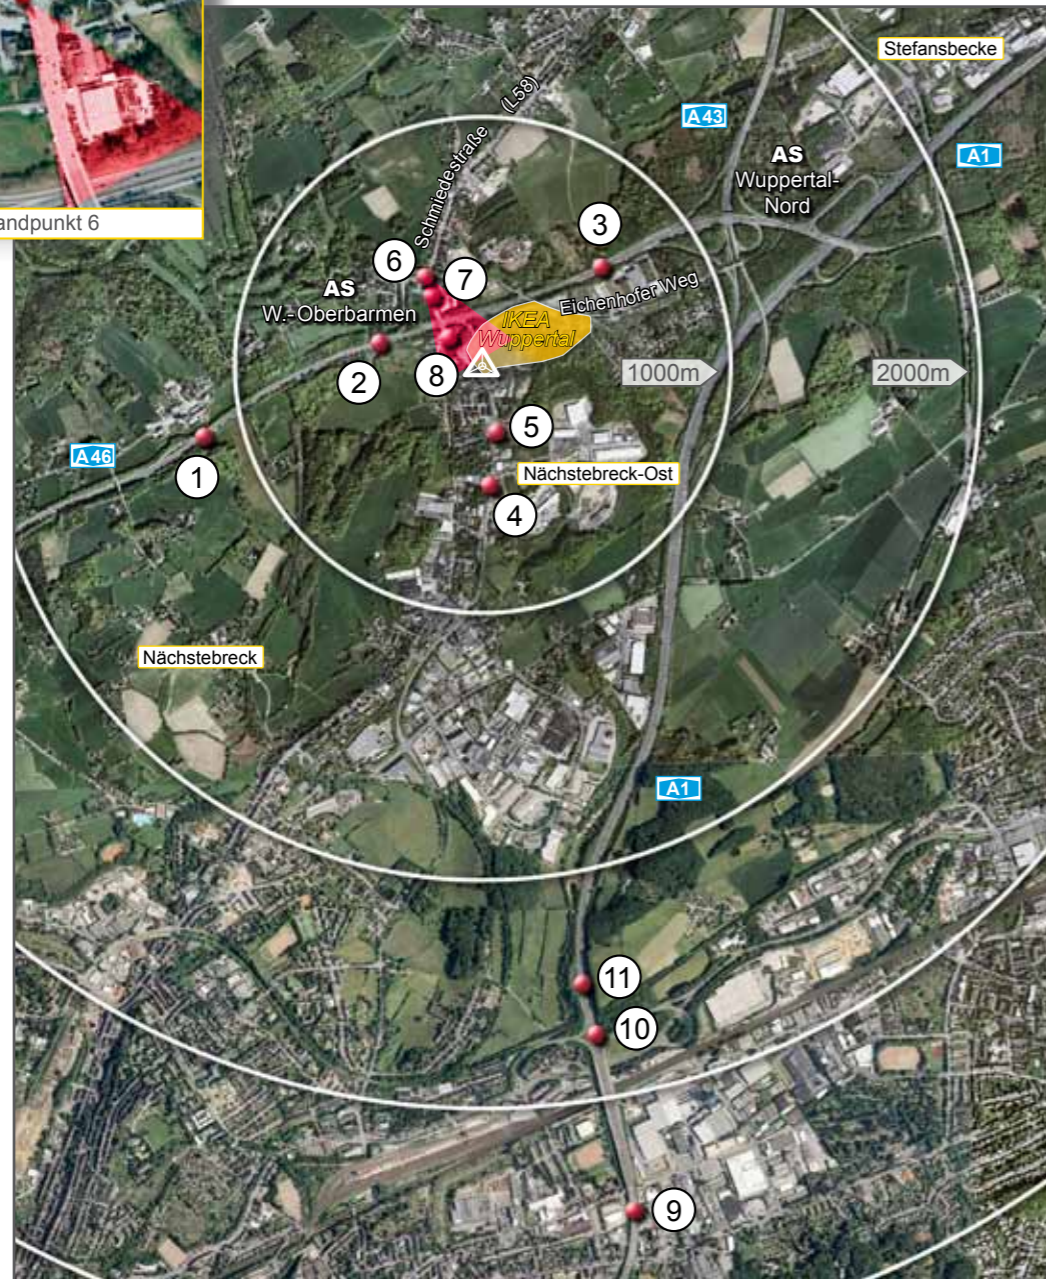 andpunkt 6
Stefansbecke
(L58)
Schmiedestraße
A43
A1
AS
Wuppertal-
Nord
3
6
7
AS
W.-Oberbarmen
Eichenhofer Weg
IKEA
Wuppertal
2
8
1000m
2000m
5
A46
1
Nächstebreck-Ost
4
Nächstebreck
A1
11
10
9